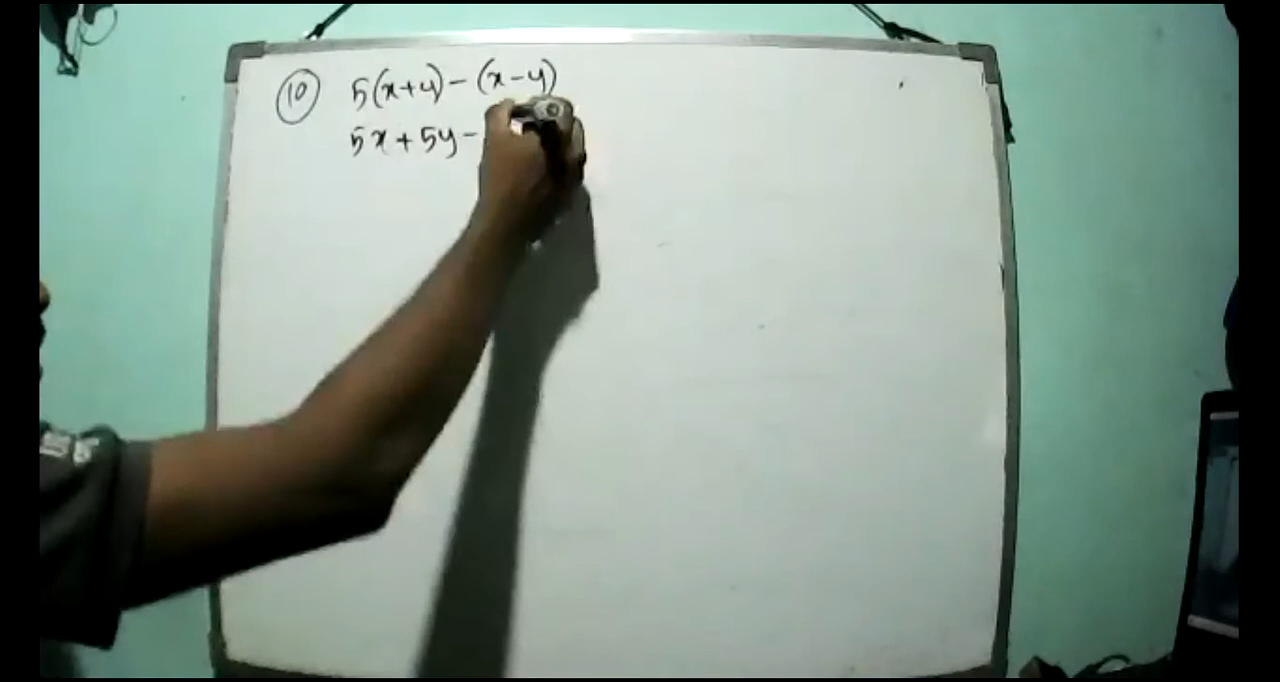 10 5(x+y) - (x-y)
5x + 5y -